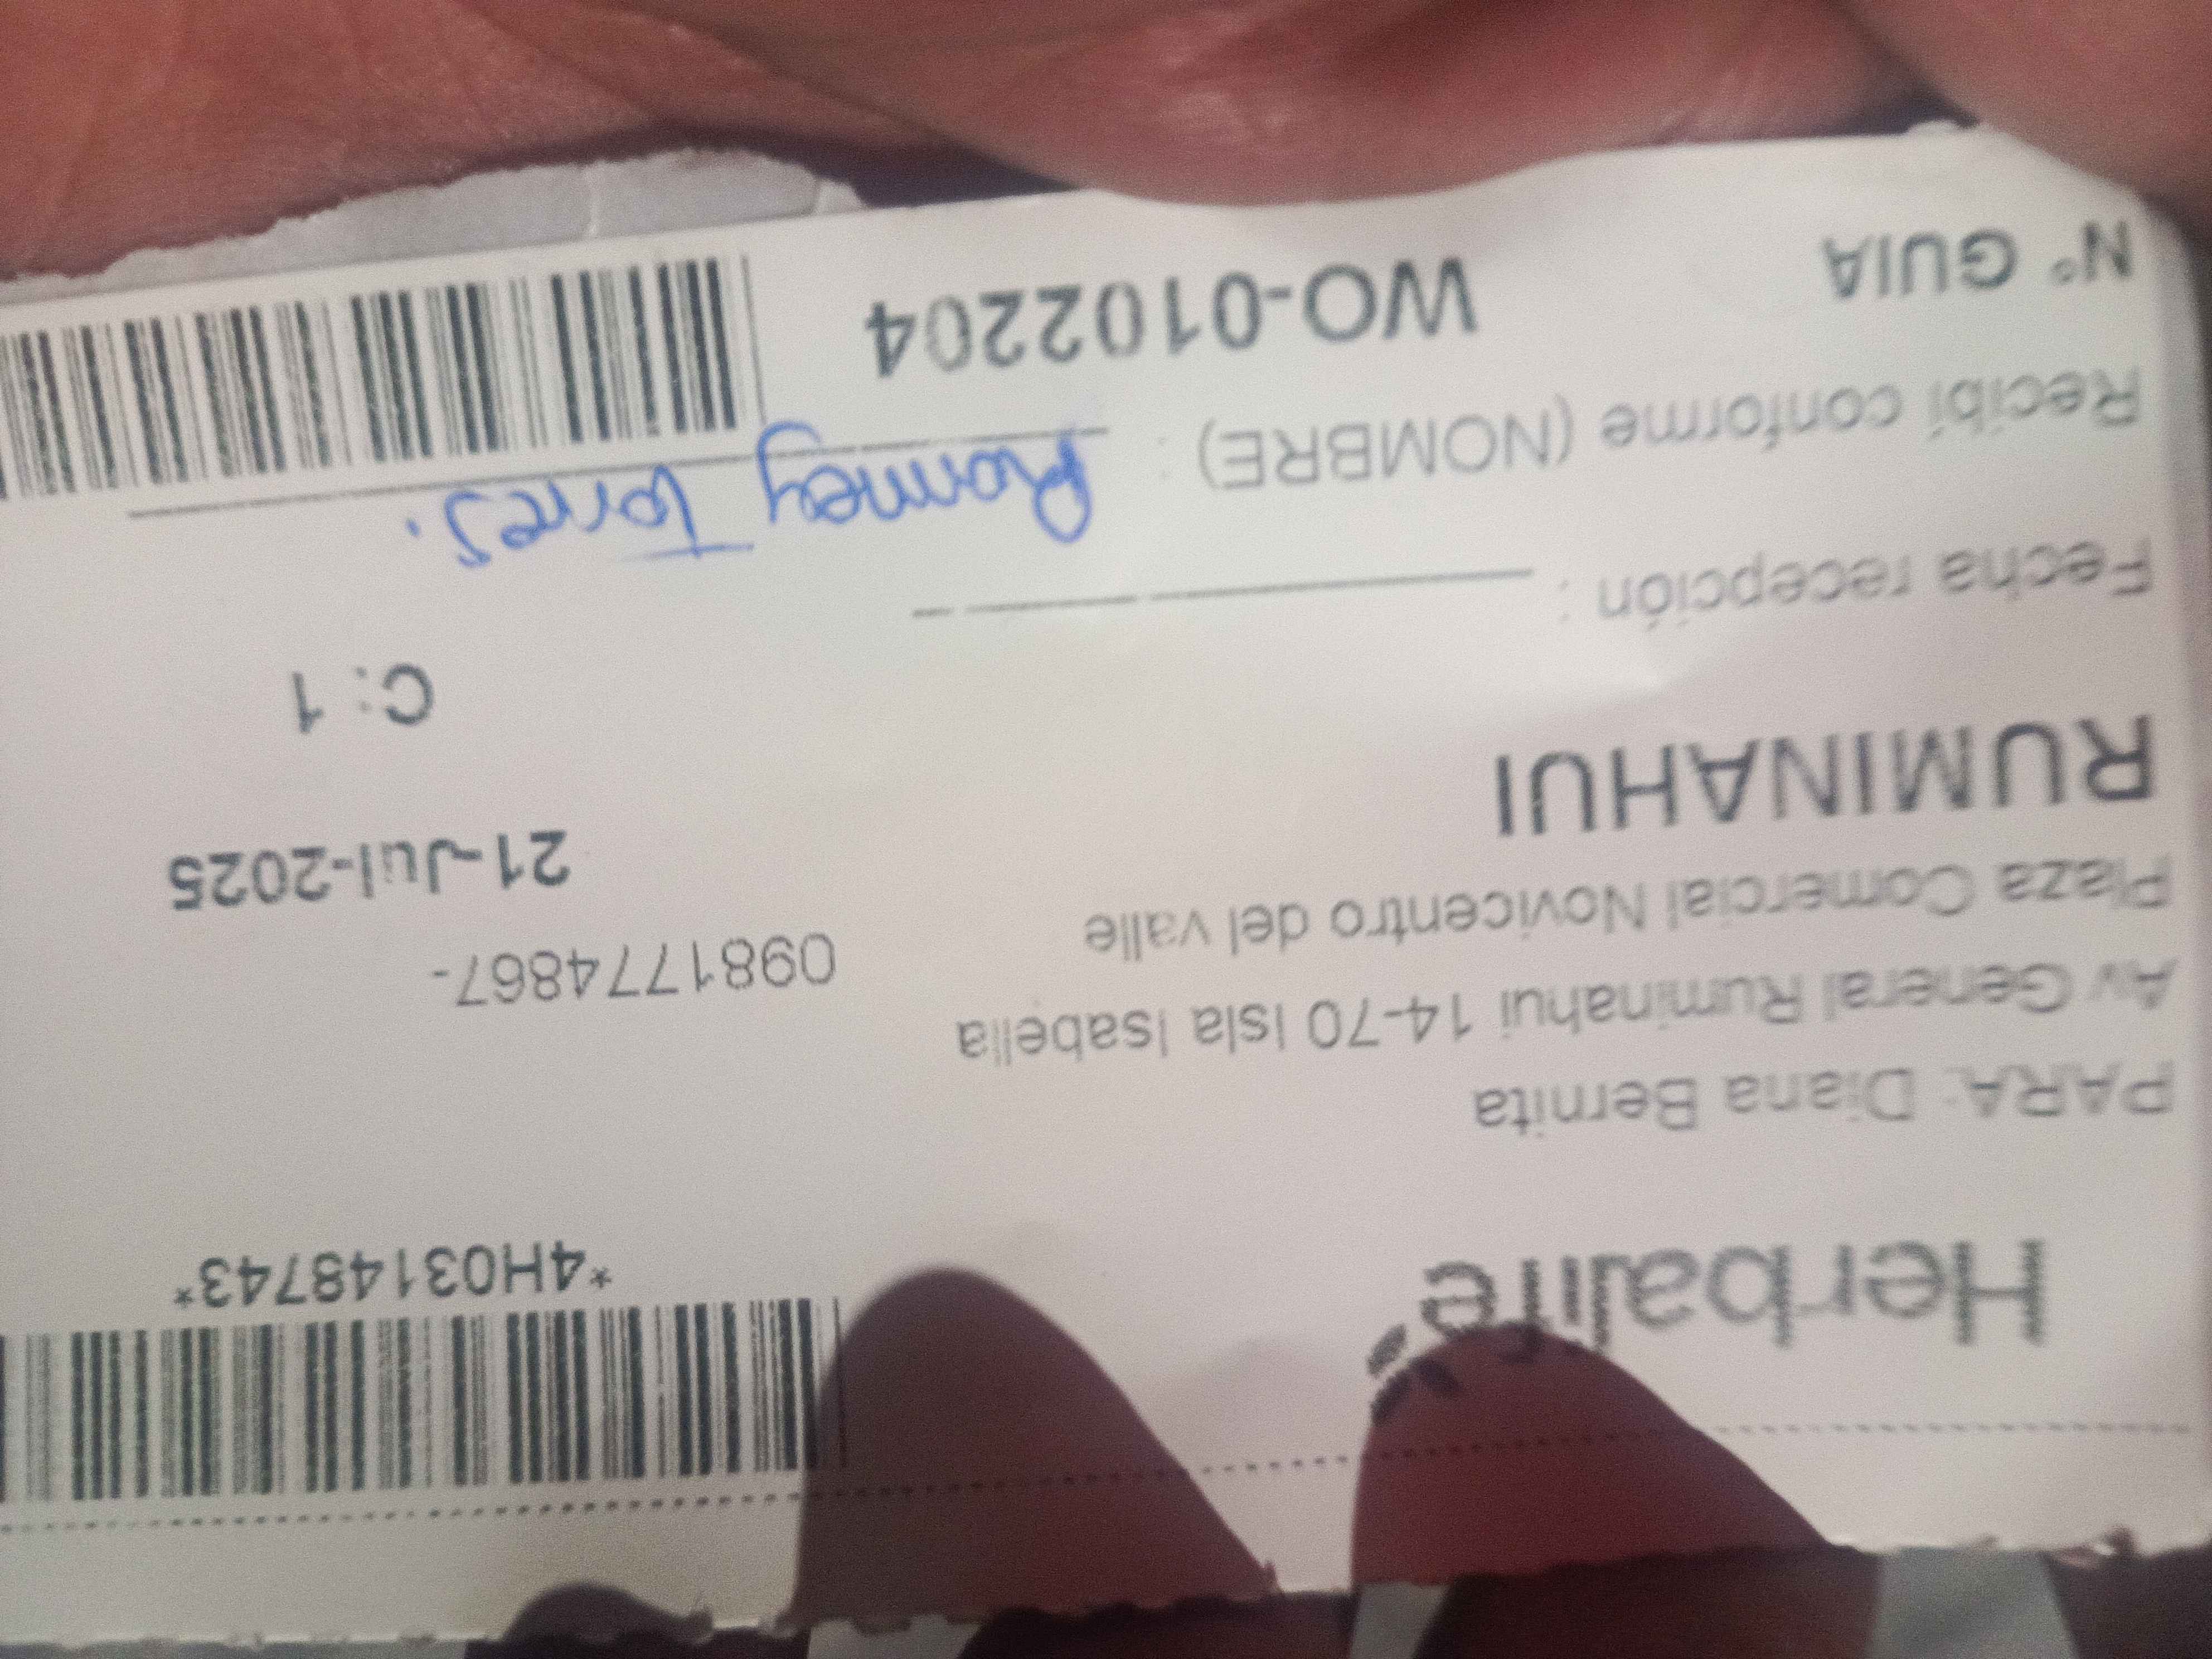 Herbalife
*4H03148743*
PARA: Diana Bernita
Av General Ruminahui 14-70 Isla Isabella
Plaza Comercial Novicentro del valle
0981774867-
RUMINAHUI
21-Jul-2025
C: 1
Fecha recepción :
Recibí conforme (NOMBRE) : Romey Torres.
N° GUIA WO-0102204